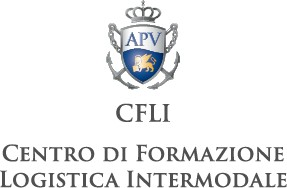 APV
CFLI
Centro di Formazione
Logistica Intermodale